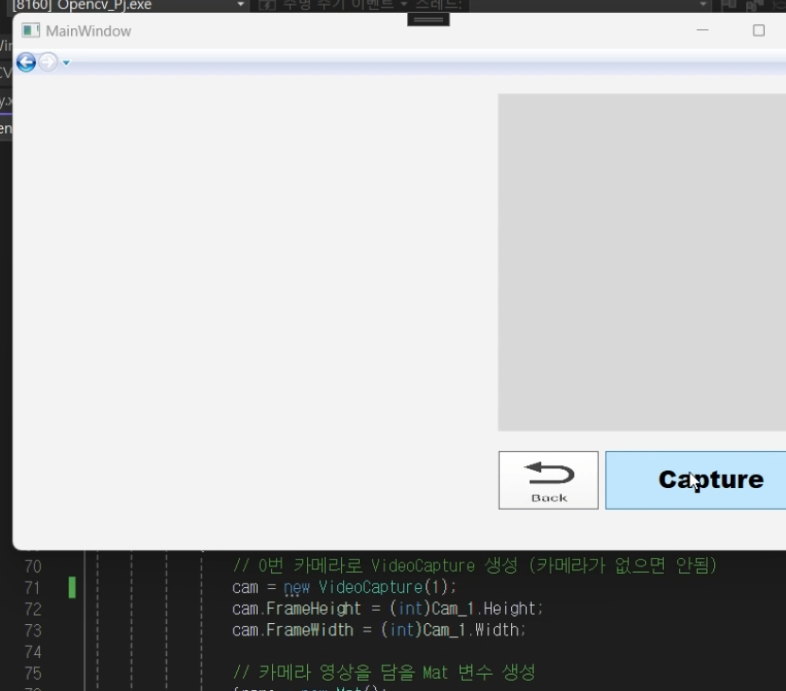 [8160] Opencv_Pj.exe
수명 주기 이벤트 스레드:
MainWindow
Back
Capture
70 // 0번 카메라로 VideoCapture 생성 (카메라가 없으면 안됨)
71 cam = new VideoCapture(1);
72 cam.FrameHeight = (int)Cam_1.Height;
73 cam.FrameWidth = (int)Cam_1.Width;
74
75 // 카메라 영상을 담을 Mat 변수 생성